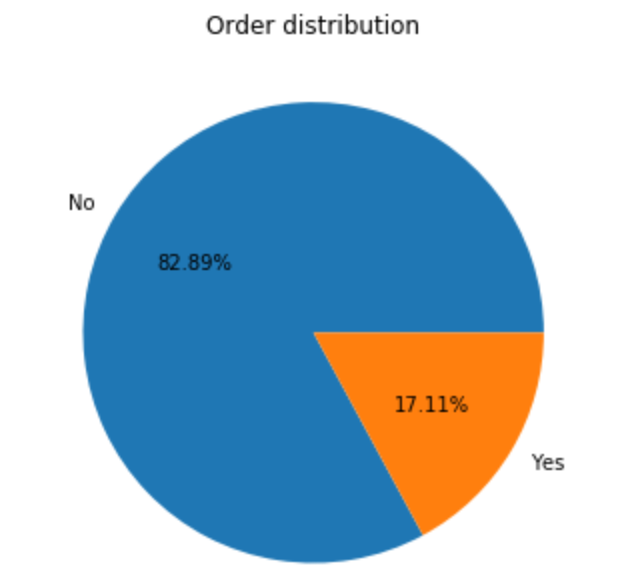 Order distribution
No
82.89%
17.11%
Yes